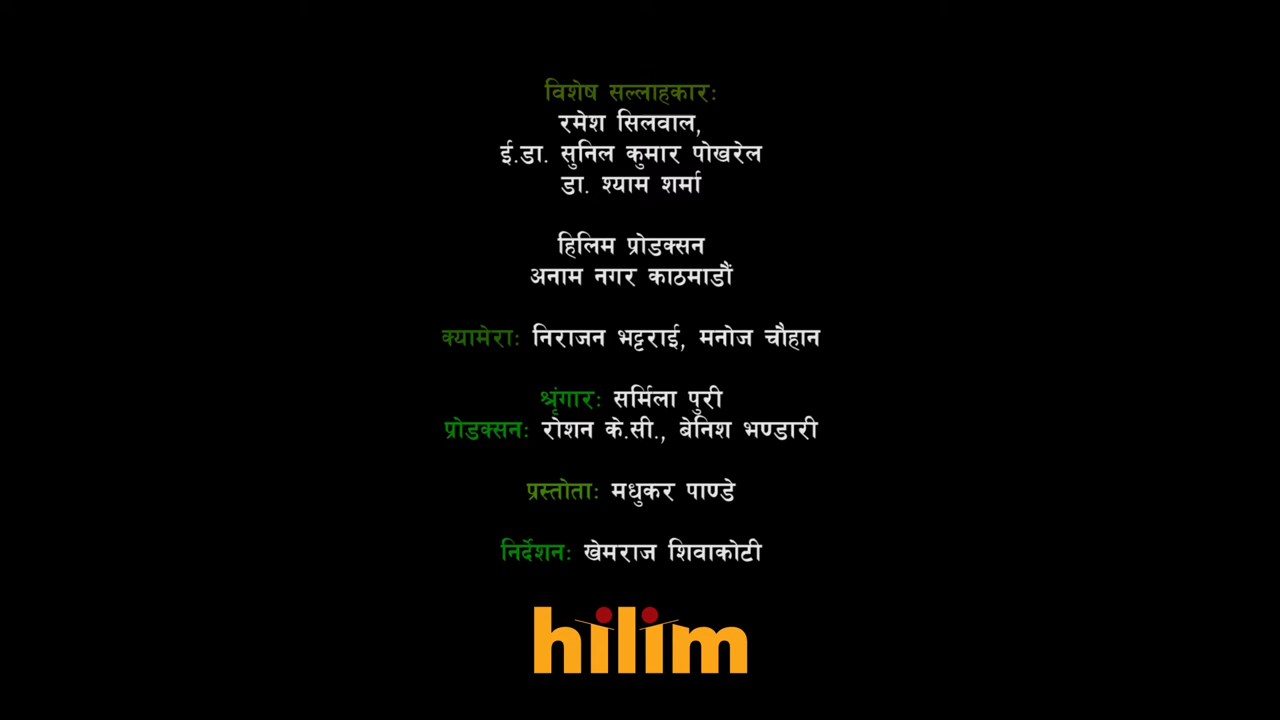 विशेष सल्लाहकारः
रमेश सिलवाल,
ई.डा. सुनिल कुमार पोखरेल
डा. श्याम शर्मा
हिलिम प्रोडक्सन
अनाम नगर काठमाडौं
क्यामेराः निराजन भट्टराई, मनोज चौहान
श्रृंगारः सर्मिला पुरी
प्रोडक्सनः रोशन के.सी., बेनिश भण्डारी
प्रस्तोताः मधुकर पाण्डे
निर्देशनः खेमराज शिवाकोटी
hilim